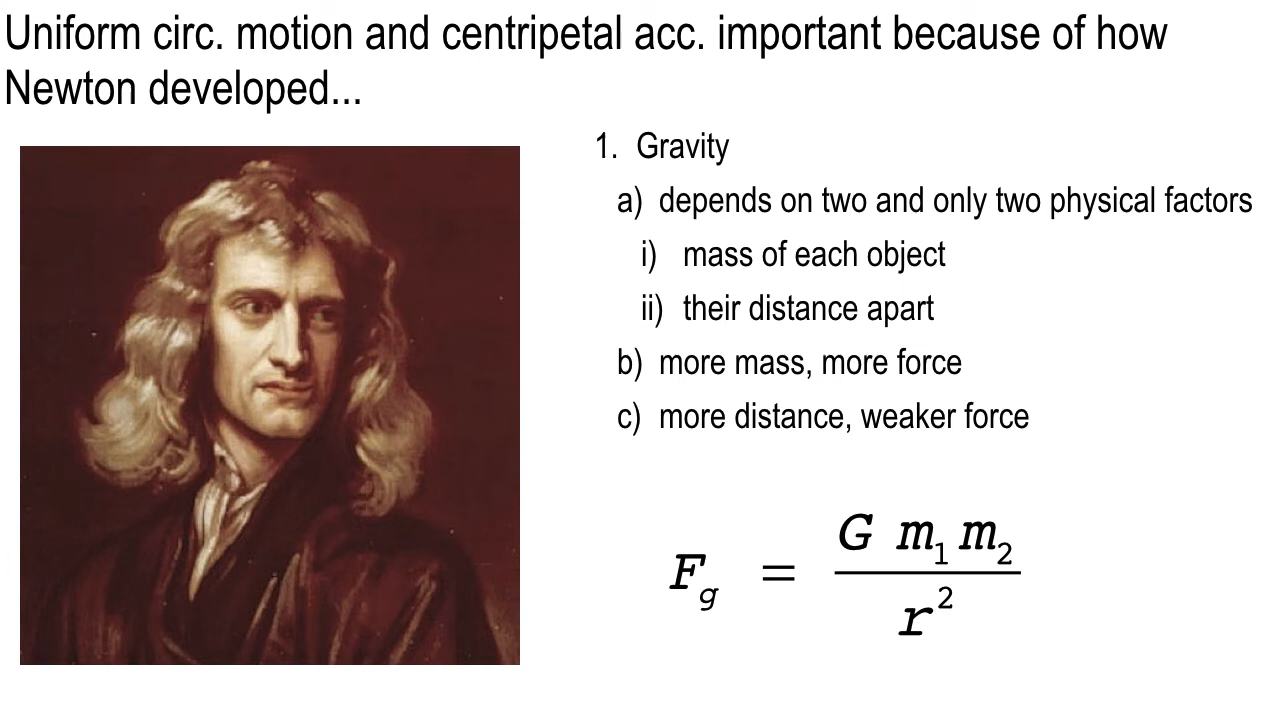 Uniform circ. motion and centripetal acc. important because of how
Newton developed...
1. Gravity
a) depends on two and only two physical factors
i) mass of each object
ii) their distance apart
b) more mass, more force
c) more distance, weaker force
F_g = \frac{G m_1 m_2}{r^2}